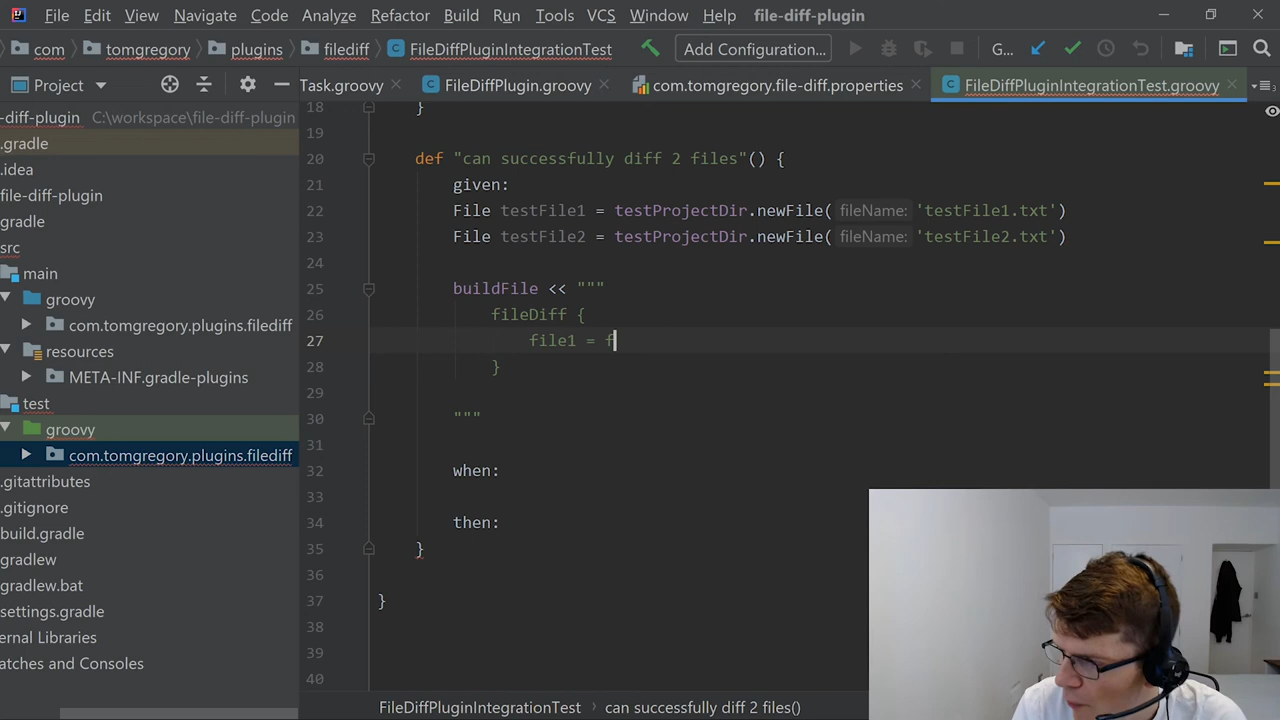 File Edit View Navigate Code Analyze Refactor Build Run Tools VCS Window Help file-diff-plugin
com tomgregory plugins filediff FileDiffPluginIntegrationTest Add Configuration... G...
Project Task.groovy FileDiffPlugin.groovy com.tomgregory.file-diff.properties FileDiffPluginIntegrationTest.groovy
-diff-plugin C:\workspace\file-diff-plugin
.gradle
.idea
file-diff-plugin
gradle
src
main
groovy
com.tomgregory.plugins.filediff
resources
META-INF.gradle-plugins
test
groovy
com.tomgregory.plugins.filediff
.gitattributes
.gitignore
build.gradle
gradlew
gradlew.bat
settings.gradle
ernal Libraries
atches and Consoles
18 }
19
20 def "can successfully diff 2 files"() {
21 given:
22 File testFile1 = testProjectDir.newFile( fileName: 'testFile1.txt')
23 File testFile2 = testProjectDir.newFile( fileName: 'testFile2.txt')
24
25 buildFile << """
26 fileDiff {
27 file1 = f
28 }
29
30 """
31
32 when:
33
34 then:
35 }
36
37 }
38
39
40
FileDiffPluginIntegrationTest can successfully diff 2 files()